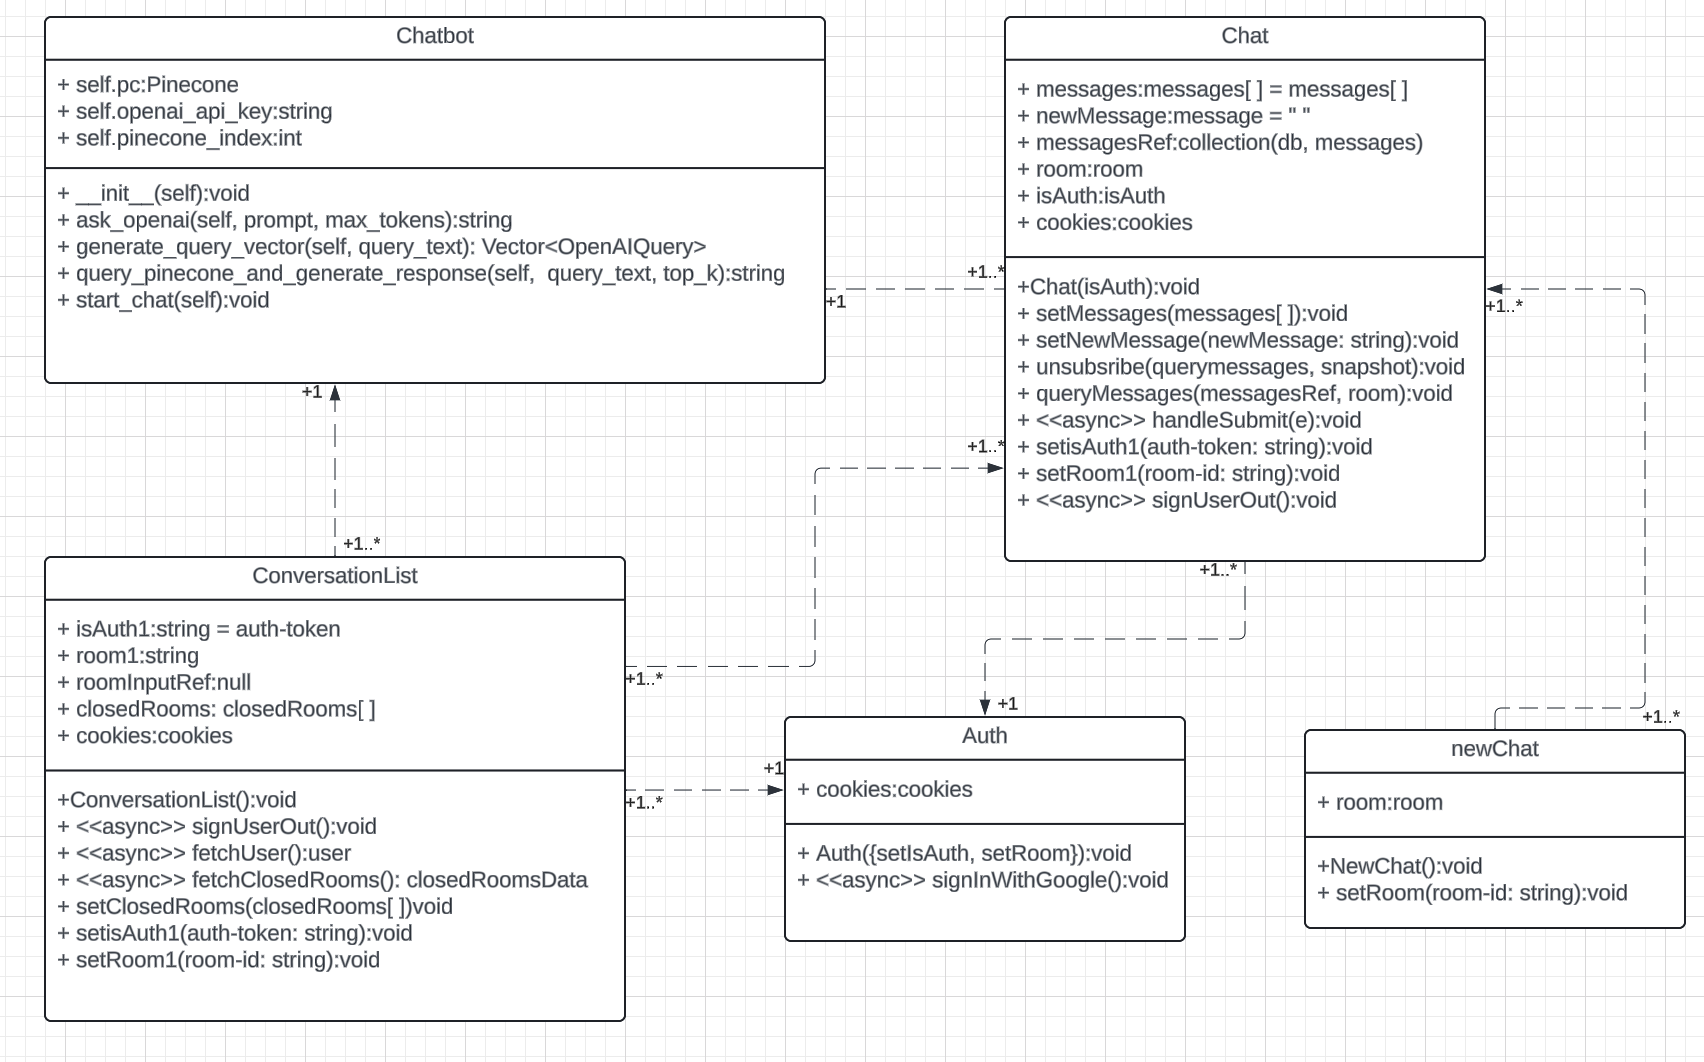 Chatbot
+ self.pc:Pinecone
+ self.openai_api_key:string
+ self.pinecone_index:int
+ __init__(self):void
+ ask_openai(self, prompt, max_tokens):string
+ generate_query_vector(self, query_text): Vector<OpenAIQuery>
+ query_pinecone_and_generate_response(self,  query_text, top_k):string
+ start_chat(self):void
+1
+1..*
Chat
+ messages:messages[ ] = messages[ ]
+ newMessage:message = " "
+ messagesRef:collection(db, messages)
+ room:room
+ isAuth:isAuth
+ cookies:cookies
+Chat(isAuth):void
+ setMessages(messages[ ]):void
+ setNewMessage(newMessage: string):void
+ unsubsribe(querymessages, snapshot):void
+ queryMessages(messagesRef, room):void
+ <<async>> handleSubmit(e):void
+ setisAuth1(auth-token: string):void
+ setRoom1(room-id: string):void
+ <<async>> signUserOut():void
+1..*
+1..*
+1..*
+1
+1..*
ConversationList
+ isAuth1:string = auth-token
+ room1:string
+ roomInputRef:null
+ closedRooms: closedRooms[ ]
+ cookies:cookies
+ConversationList():void
+ <<async>> signUserOut():void
+ <<async>> fetchUser():user
+ <<async>> fetchClosedRooms(): closedRoomsData
+ setClosedRooms(closedRooms[ ])void
+ setisAuth1(auth-token: string):void
+ setRoom1(room-id: string):void
+1..*
+1..*
+1
+1
Auth
+ cookies:cookies
+ Auth({setIsAuth, setRoom}):void
+ <<async>> signInWithGoogle():void
+1..*
newChat
+ room:room
+NewChat():void
+ setRoom(room-id: string):void